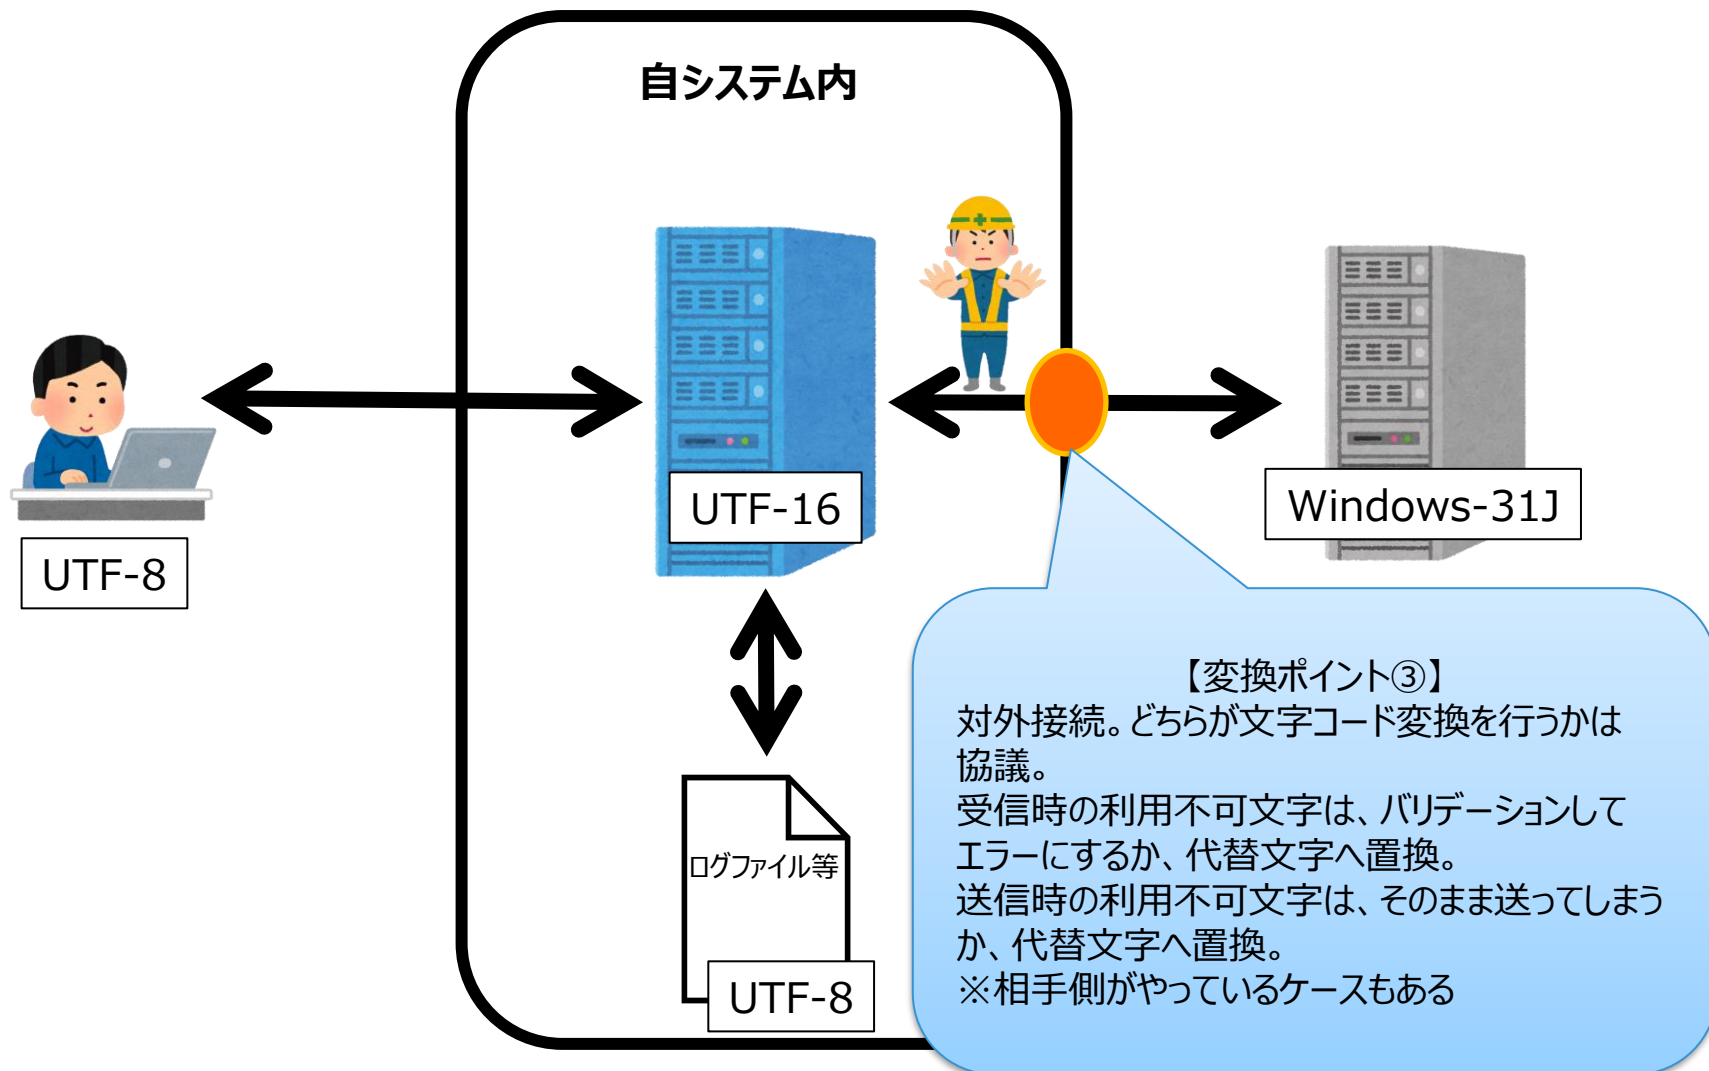 自システム内
UTF-8
UTF-16
Windows-31J
ログファイル等
UTF-8
【変換ポイント③】
対外接続。どちらが文字コード変換を行うかは
協議。
受信時の利用不可文字は、バリデーションして
エラーにするか、代替文字へ置換。
送信時の利用不可文字は、そのまま送ってしまう
か、代替文字へ置換。
※相手側がやっているケースもある